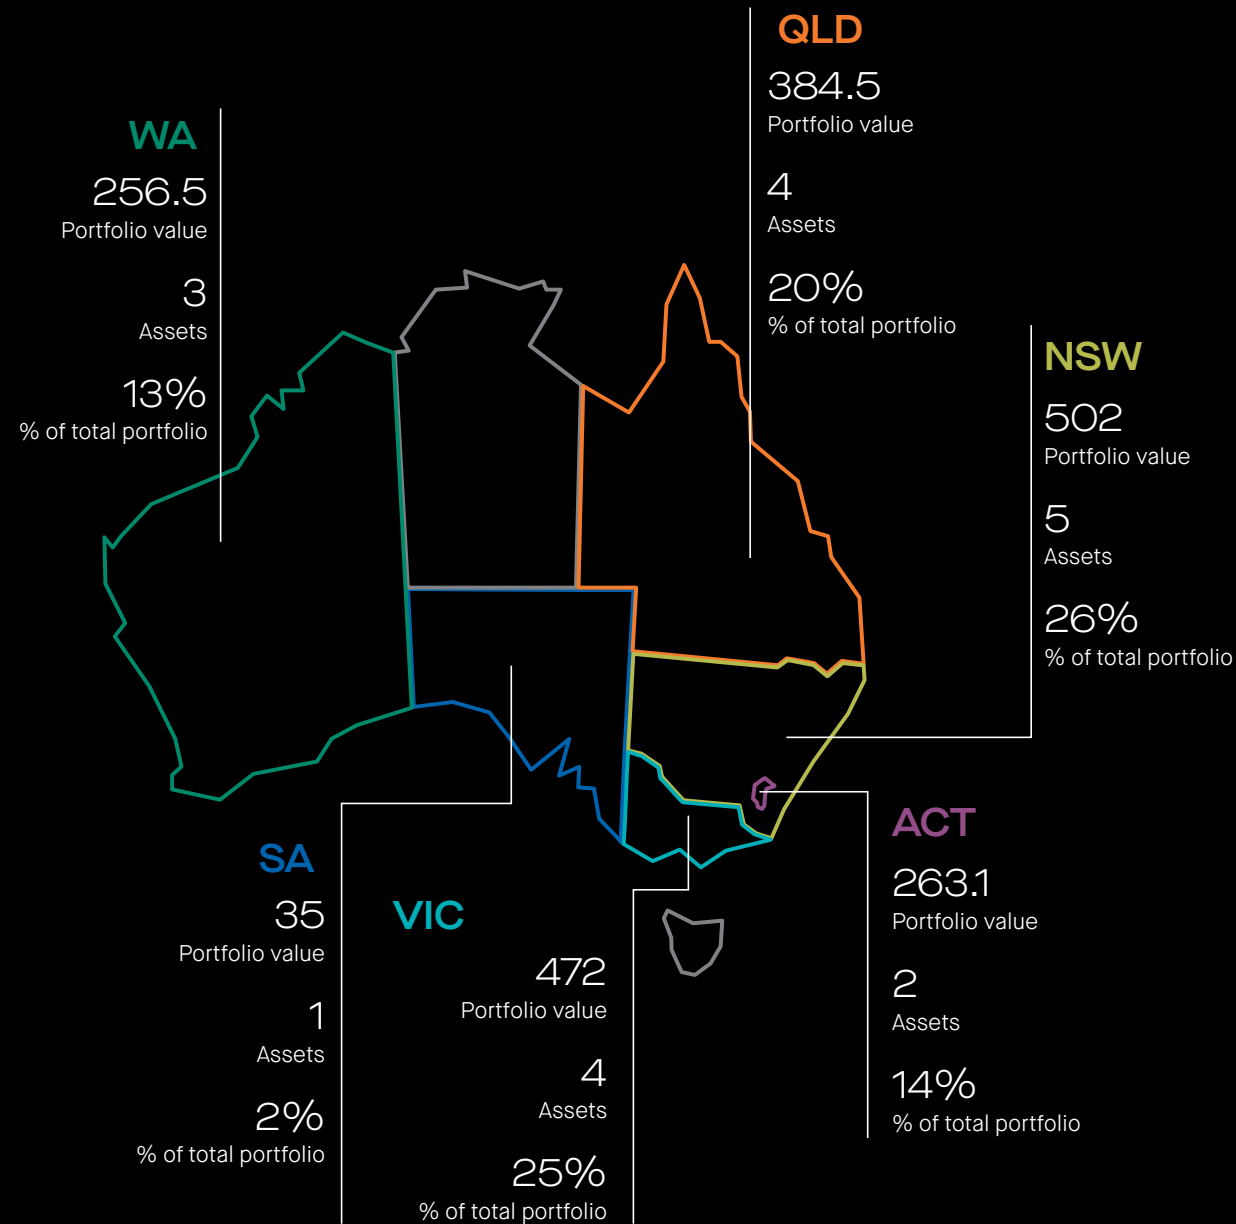 QLD
384.5
Portfolio value
4
Assets
20%
% of total portfolio
WA
256.5
Portfolio value
3
Assets
13%
% of total portfolio
NSW
502
Portfolio value
5
Assets
26%
% of total portfolio
SA
35
Portfolio value
1
Assets
2%
% of total portfolio
VIC
472
Portfolio value
4
Assets
25%
% of total portfolio
ACT
263.1
Portfolio value
2
Assets
14%
% of total portfolio